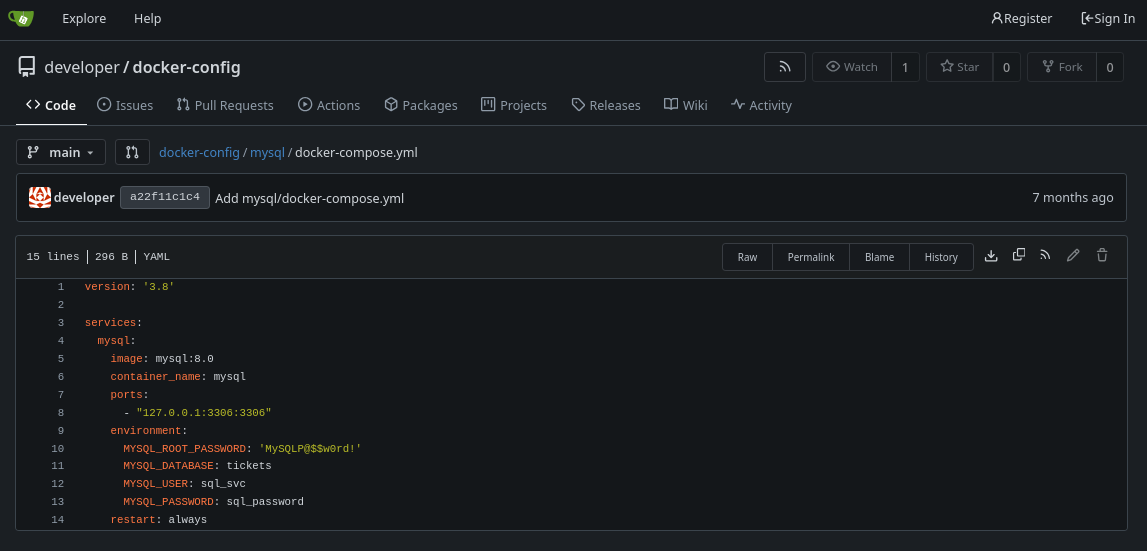 Explore Help Register Sign In
developer / docker-config Watch 1 Star 0 Fork 0
Code Issues Pull Requests Actions Packages Projects Releases Wiki Activity
main docker-config / mysql / docker-compose.yml
developer a22f11c1c4 Add mysql/docker-compose.yml 7 months ago
15 lines | 296 B | YAML Raw Permalink Blame History
1 version: '3.8'
2
3 services:
4   mysql:
5     image: mysql:8.0
6     container_name: mysql
7     ports:
8       - "127.0.0.1:3306:3306"
9     environment:
10       MYSQL_ROOT_PASSWORD: 'MySQLP@$$w0rd!'
11       MYSQL_DATABASE: tickets
12       MYSQL_USER: sql_svc
13       MYSQL_PASSWORD: sql_password
14     restart: always